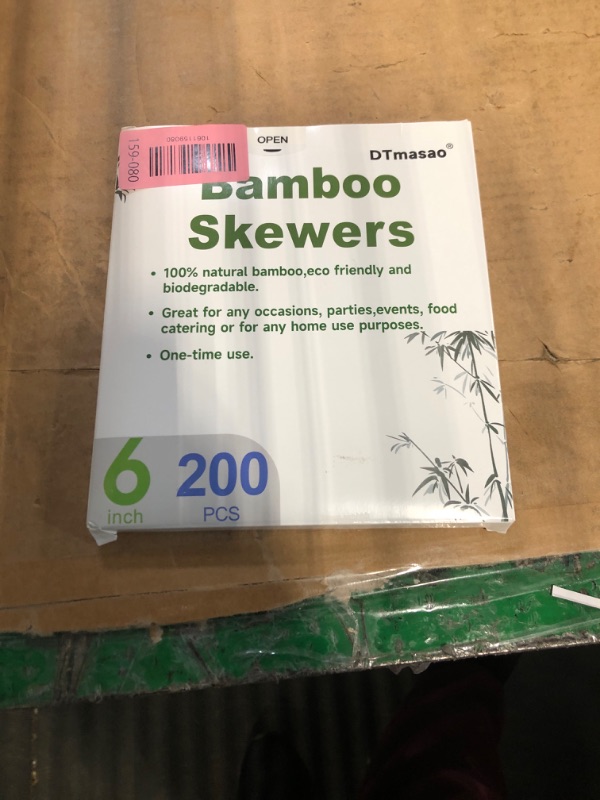 159-080
1061159080
OPEN
DTmasao®
Bamboo
Skewers
• 100% natural bamboo,eco friendly and
biodegradable.
• Great for any occasions, parties,events, food
catering or for any home use purposes.
• One-time use.
6 200
inch PCS